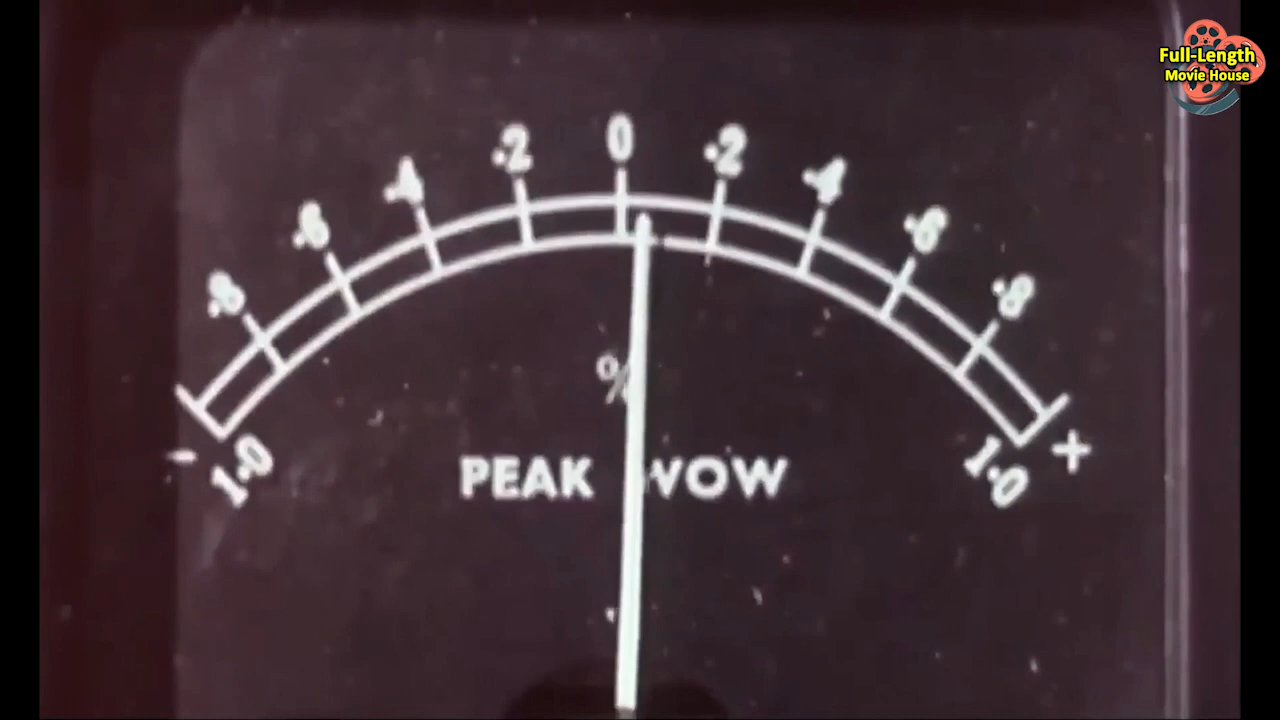 Full-Length
Movie House
.8 .6 .4 .2 0 .2 .4 .6 .8
- 1.0 1.0 +
%
PEAK WOW